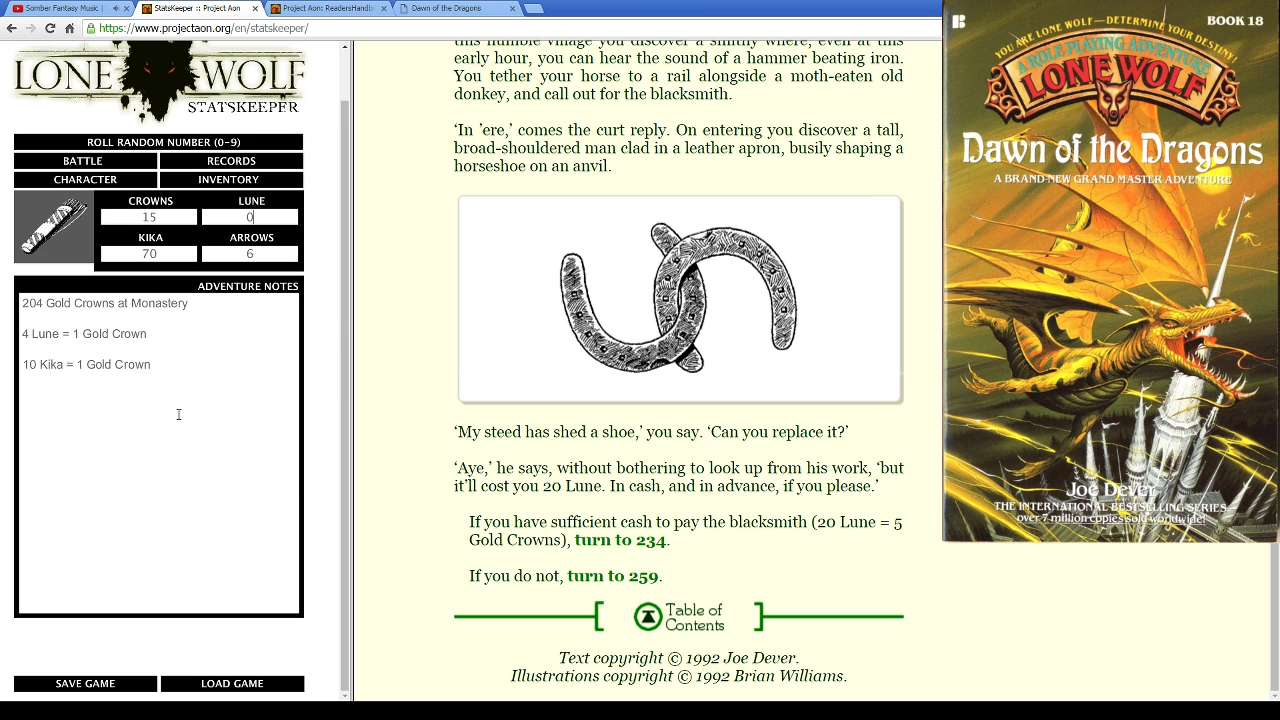 Somber Fantasy Music |
StatsKeeper :: Project Aon
Project Aon: ReadersHandb
Dawn of the Dragons
https://www.projectaon.org/en/statskeeper/
LONE WOLF
STATSKEEPER
ROLL RANDOM NUMBER (0-9)
BATTLE RECORDS
CHARACTER INVENTORY
CROWNS LUNE
15 0
KIKA ARROWS
70 6
ADVENTURE NOTES
204 Gold Crowns at Monastery
4 Lune = 1 Gold Crown
10 Kika = 1 Gold Crown
SAVE GAME LOAD GAME
this humble village you discover a smithy where, even at this
early hour, you can hear the sound of a hammer beating iron.
You tether your horse to a rail alongside a moth-eaten old
donkey, and call out for the blacksmith.
‘In ’ere,’ comes the curt reply. On entering you discover a tall,
broad-shouldered man clad in a leather apron, busily shaping a
horseshoe on an anvil.
‘My steed has shed a shoe,’ you say. ‘Can you replace it?’
‘Aye,’ he says, without bothering to look up from his work, ‘but
it’ll cost you 20 Lune. In cash, and in advance, if you please.’
If you have sufficient cash to pay the blacksmith (20 Lune = 5
Gold Crowns), turn to 234.
If you do not, turn to 259.
Table of
Contents
Text copyright © 1992 Joe Dever.
Illustrations copyright © 1992 Brian Williams.
B
BOOK 18
YOU ARE LONE WOLF—DETERMINE YOUR DESTINY!
A ROLE PLAYING ADVENTURE
LONE WOLF
Dawn of the Dragons
A BRAND-NEW GRAND MASTER ADVENTURE
Joe Dever
THE INTERNATIONAL BESTSELLING SERIES—
over 7 million copies sold worldwide!